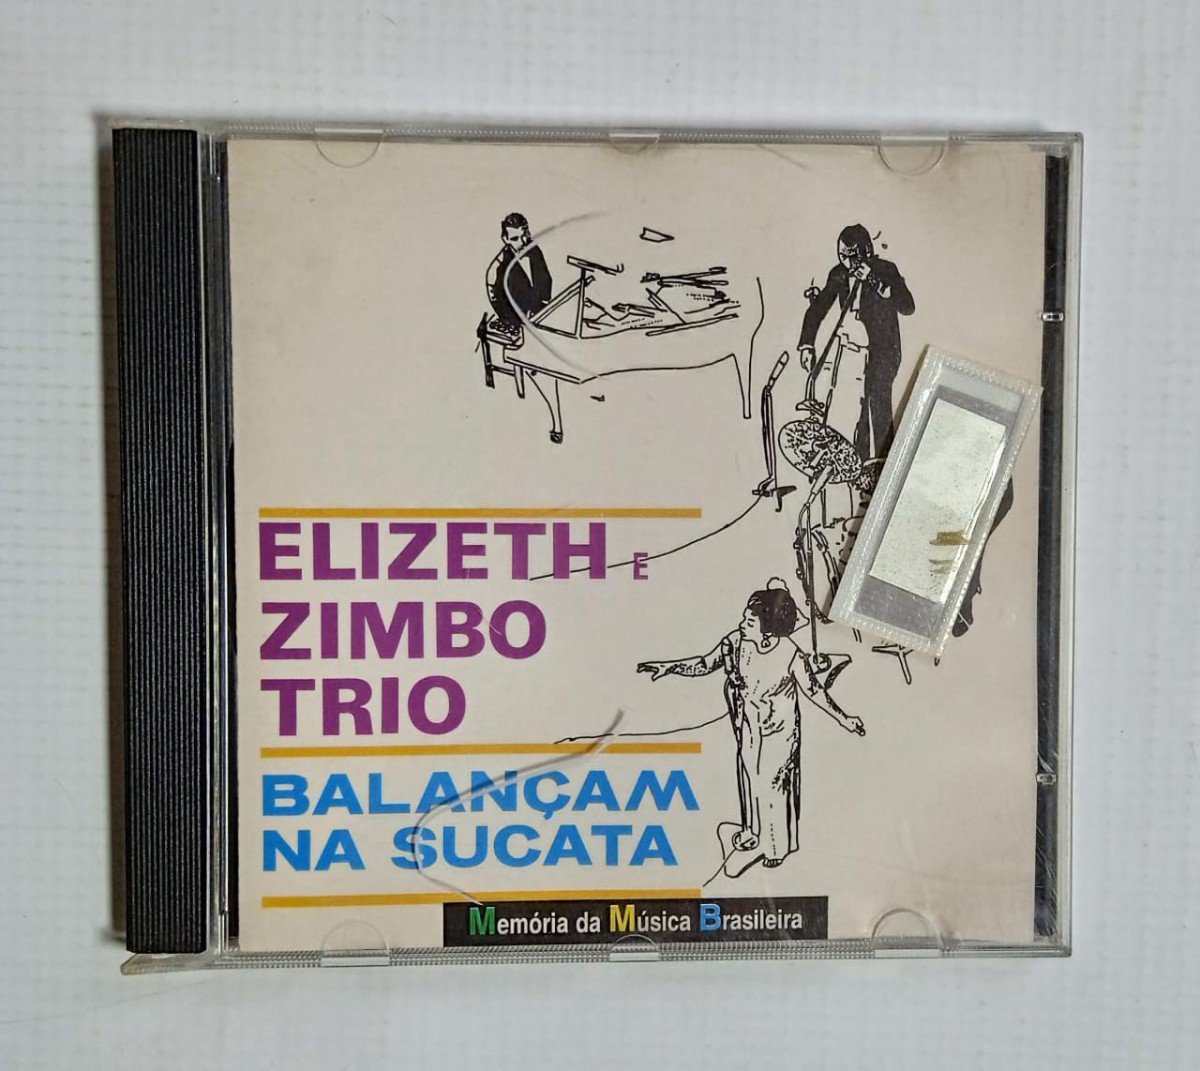 ELIZETH E
ZIMBO
TRIO
BALANÇAM
NA SUCATA
Memória da Música Brasileira